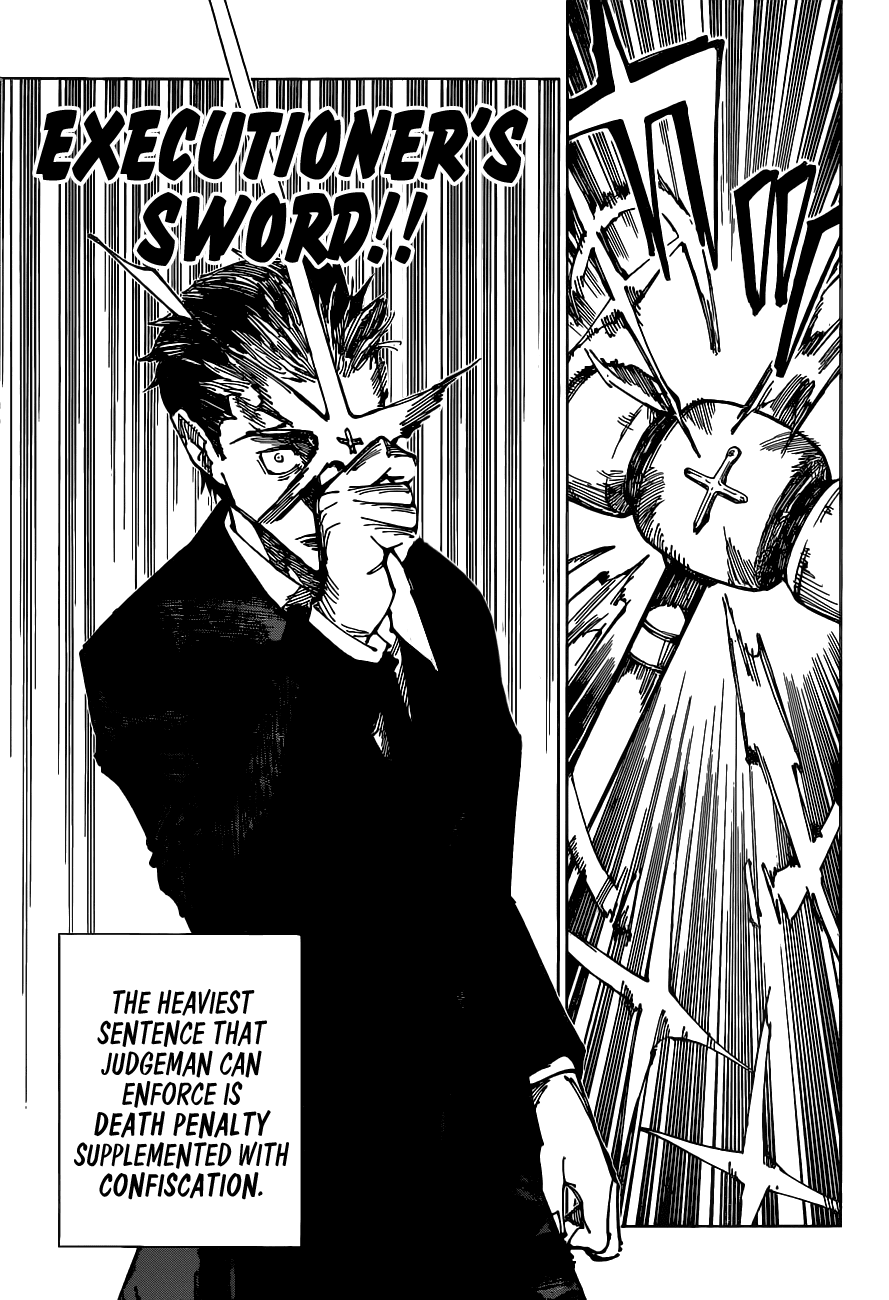 EXECUTIONER'S
SWORD!!
THE HEAVIEST
SENTENCE THAT
JUDGEMAN CAN
ENFORCE IS
DEATH PENALTY
SUPPLEMENTED WITH
CONFISCATION.